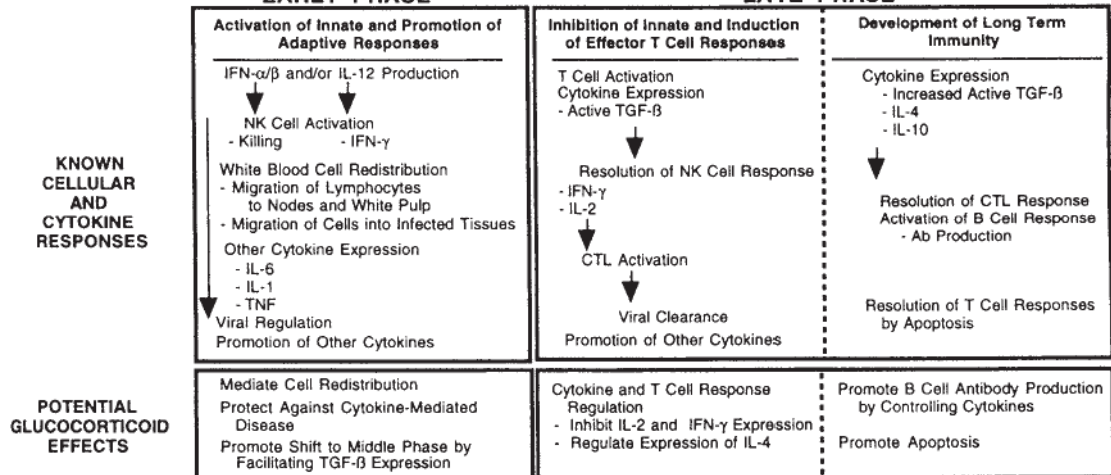 EARLY PHASE
LATE PHASE
Activation of Innate and Promotion of
Adaptive Responses
IFN-α/β and/or IL-12 Production
NK Cell Activation
- Killing - IFN-γ
White Blood Cell Redistribution
- Migration of Lymphocytes
to Nodes and White Pulp
- Migration of Cells into Infected Tissues
Other Cytokine Expression
- IL-6
- IL-1
- TNF
Viral Regulation
Promotion of Other Cytokines
Inhibition of Innate and Induction
of Effector T Cell Responses
T Cell Activation
Cytokine Expression
- Active TGF-ß
Resolution of NK Cell Response
- IFN-γ
- IL-2
CTL Activation
Viral Clearance
Promotion of Other Cytokines
Development of Long Term
Immunity
Cytokine Expression
- Increased Active TGF-ß
- IL-4
- IL-10
Resolution of CTL Response
Activation of B Cell Response
- Ab Production
Resolution of T Cell Responses
by Apoptosis
KNOWN
CELLULAR
AND
CYTOKINE
RESPONSES
POTENTIAL
GLUCOCORTICOID
EFFECTS
Mediate Cell Redistribution
Protect Against Cytokine-Mediated
Disease
Promote Shift to Middle Phase by
Facilitating TGF-ß Expression
Cytokine and T Cell Response
Regulation
- Inhibit IL-2 and IFN-γ Expression
- Regulate Expression of IL-4
Promote B Cell Antibody Production
by Controlling Cytokines
Promote Apoptosis